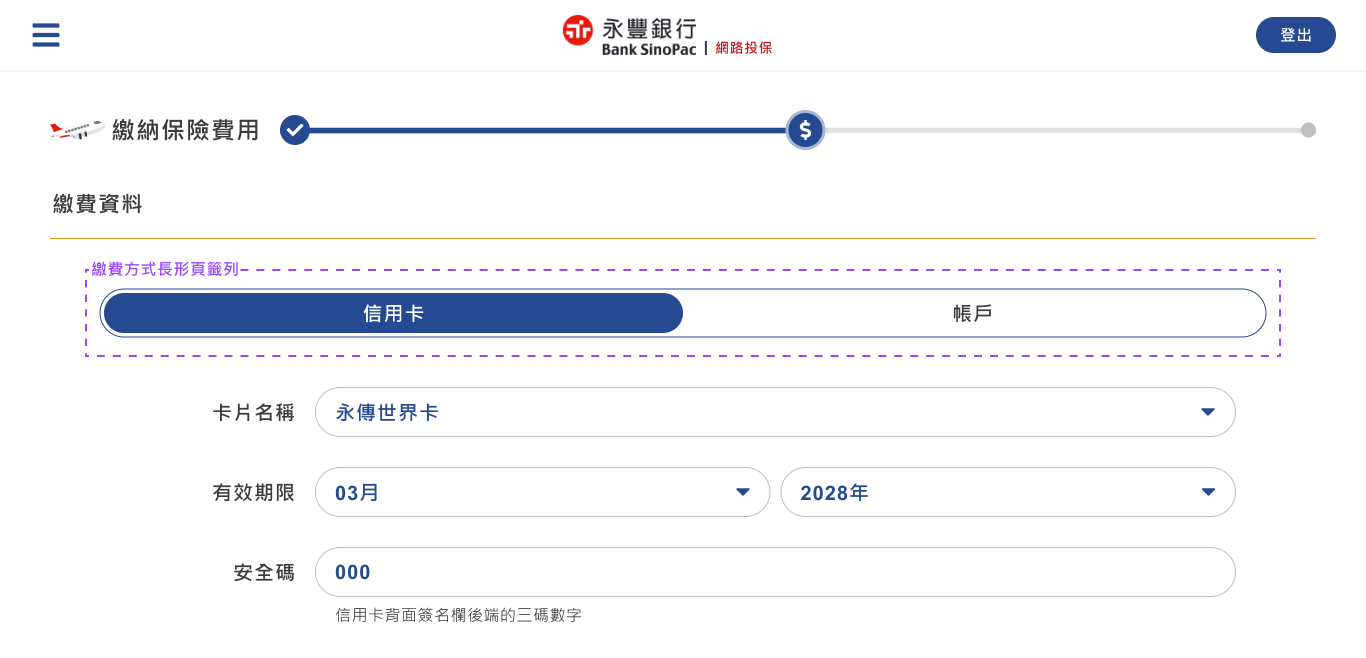 永豐銀行
Bank SinoPac | 網路投保
登出
繳納保險費用
$
繳費資料
繳費方式長形頁籤列
信用卡
帳戶
卡片名稱
永傳世界卡
有效期限
03月
2028年
安全碼
000
信用卡背面簽名欄後端的三碼數字